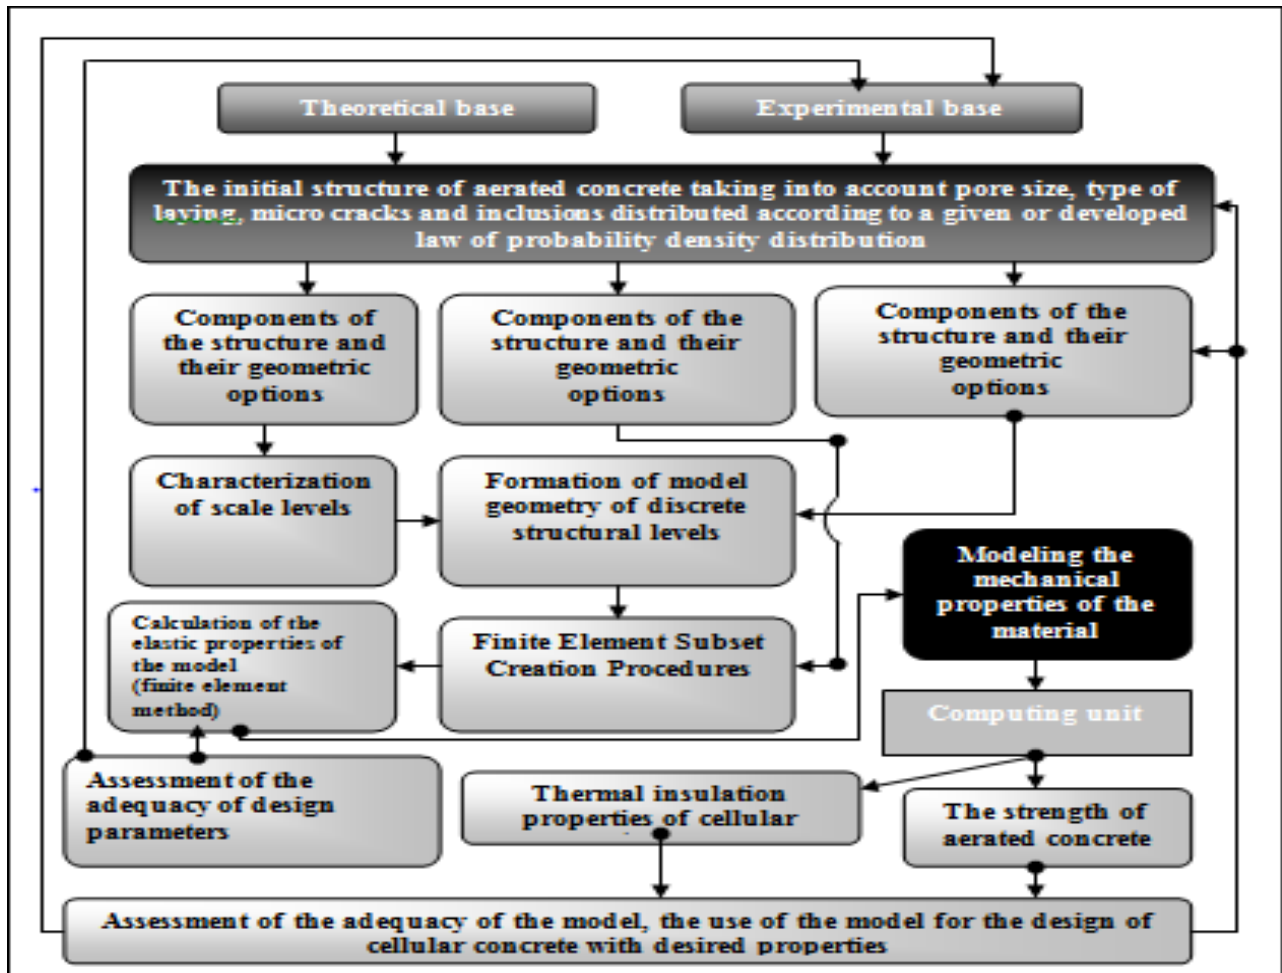 Theoretical base
Experimental base
The initial structure of aerated concrete taking into account pore size, type of
laying, micro cracks and inclusions distributed according to a given or developed
law of probability density distribution
Components of
the structure and
their geometric
options
Components of the
structure and their
geometric
options
Components of the
structure and their
geometric
options
Characterization
of scale levels
Formation of model
geometry of discrete
structural levels
Modeling the
mechanical
properties of the
material
Calculation of the
elastic properties of
the model
(finite element
method)
Finite Element Subset
Creation Procedures
Computing unit
Assessment of the
adequacy of design
parameters
Thermal insulation
properties of cellular
The strength of
aerated concrete
Assessment of the adequacy of the model, the use of the model for the design of
cellular concrete with desired properties